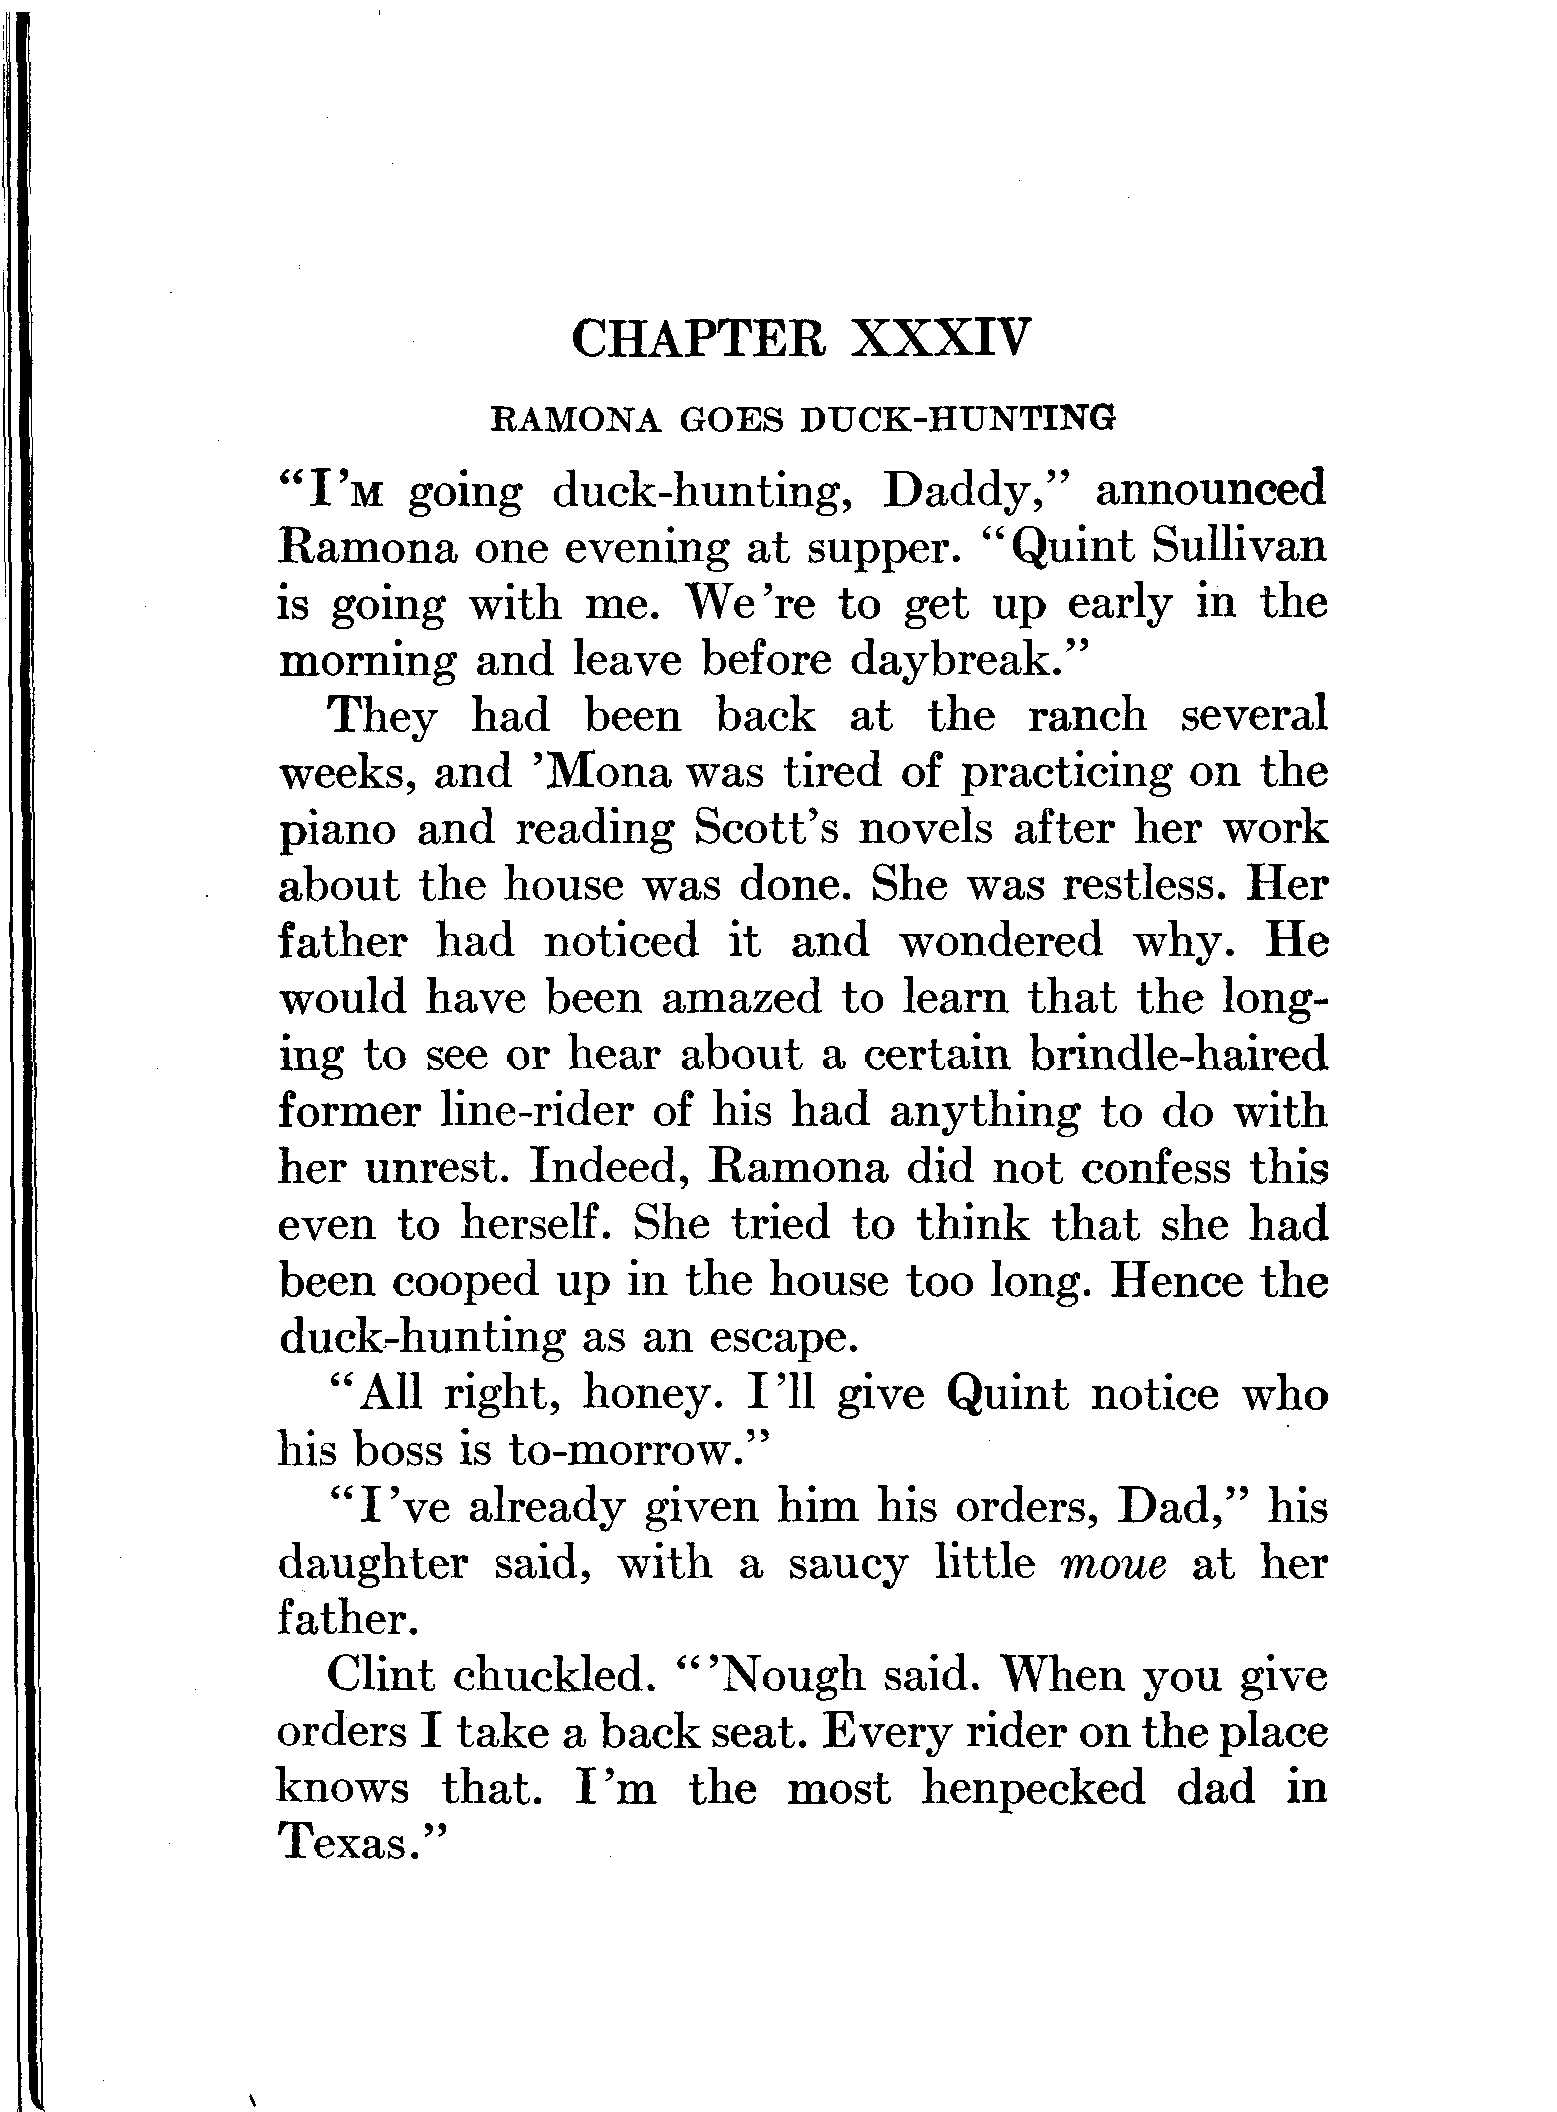 CHAPTER XXXIV
RAMONA GOES DUCK-HUNTING
“I’M going duck-hunting, Daddy,” announced
Ramona one evening at supper. “Quint Sullivan
is going with me. We’re to get up early in the
morning and leave before daybreak.”
They had been back at the ranch several
weeks, and ’Mona was tired of practicing on the
piano and reading Scott’s novels after her work
about the house was done. She was restless. Her
father had noticed it and wondered why. He
would have been amazed to learn that the long-
ing to see or hear about a certain brindle-haired
former line-rider of his had anything to do with
her unrest. Indeed, Ramona did not confess this
even to herself. She tried to think that she had
been cooped up in the house too long. Hence the
duck-hunting as an escape.
“All right, honey. I’ll give Quint notice who
his boss is to-morrow.”
“I’ve already given him his orders, Dad,” his
daughter said, with a saucy little moue at her
father.
Clint chuckled. “’Nough said. When you give
orders I take a back seat. Every rider on the place
knows that. I’m the most henpecked dad in
Texas.”